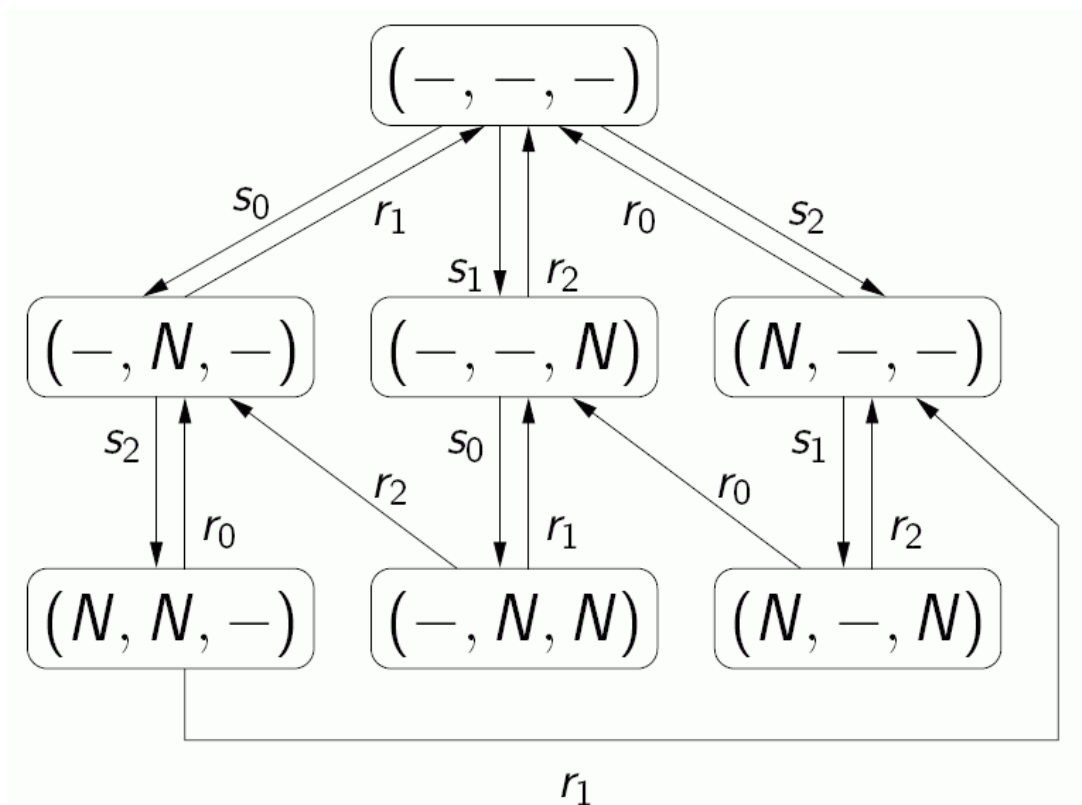 (−, −, −)
s₀ r₁ r₀ s₂
s₁ r₂
(−, N, −) (−, −, N) (N, −, −)
s₂ s₀ s₁
r₂ r₀
r₀ r₁ r₂
(N, N, −) (−, N, N) (N, −, N)
r₁